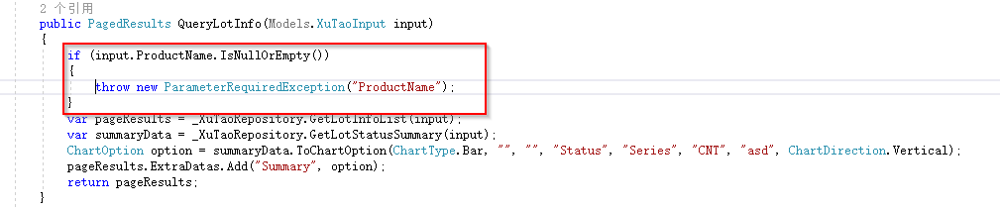 2 个引用
public PagedResults QueryLotInfo(Models.XuTaoInput input)
{
if (input.ProductName.IsNullOrEmpty())
{
throw new ParameterRequiredException("ProductName");
}
var pageResults = _XuTaoRepository.GetLotInfoList(input);
var summaryData = _XuTaoRepository.GetLotStatusSummary(input);
ChartOption option = summaryData.ToChartOption(ChartType.Bar, "", "", "Status", "Series", "CNT", "asd", ChartDirection.Vertical);
pageResults.ExtraDatas.Add("Summary", option);
return pageResults;
}